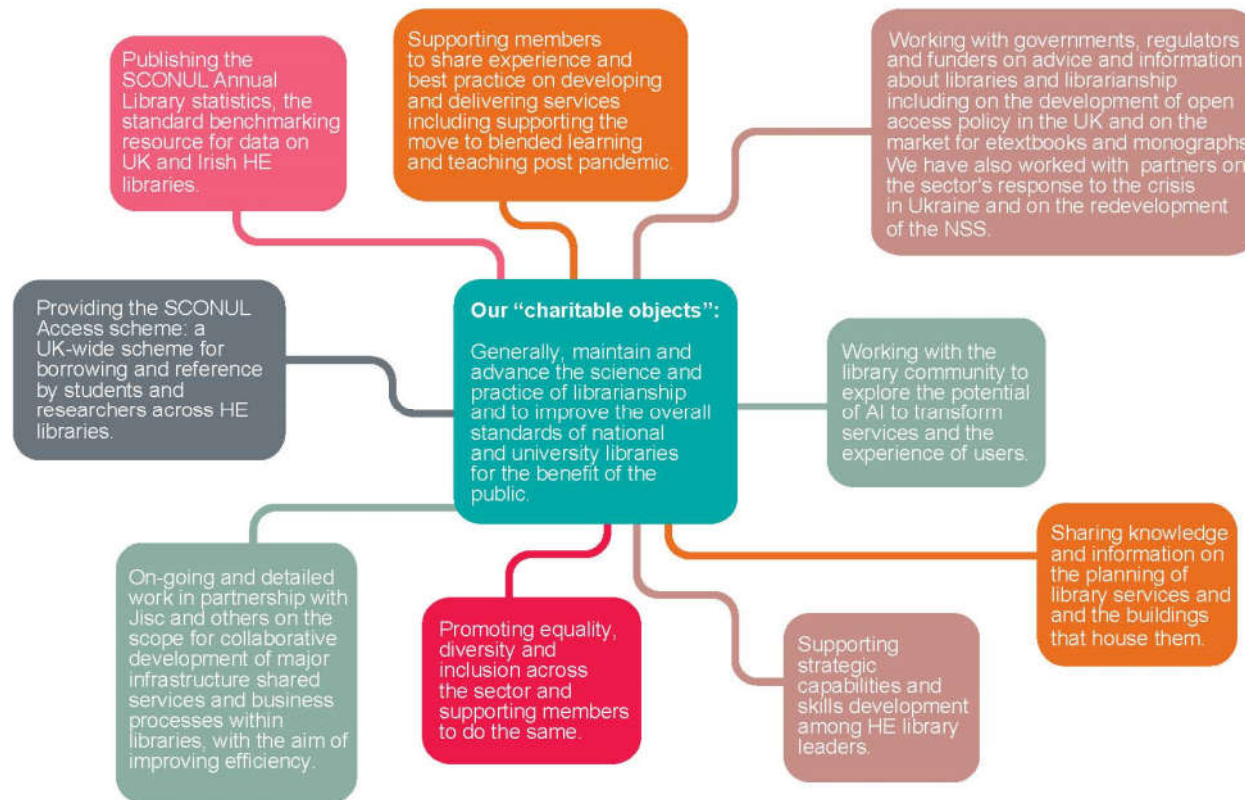 Publishing the
SCONUL Annual
Library statistics, the
standard benchmarking
resource for data on
UK and Irish HE
libraries.
Supporting members
to share experience and
best practice on developing
and delivering services
including supporting the
move to blended learning
and teaching post pandemic.
Working with governments, regulators
and funders on advice and information
about libraries and librarianship
including on the development of open
access policy in the UK and on the
market for etextbooks and monographs
We have also worked with partners on
the sector's response to the crisis
in Ukraine and on the redevelopment
of the NSS.
Providing the SCONUL
Access scheme: a
UK-wide scheme for
borrowing and reference
by students and
researchers across HE
libraries.
Our “charitable objects”:
Generally, maintain and
advance the science and
practice of librarianship
and to improve the overall
standards of national
and university libraries
for the benefit of the
public.
Working with the
library community to
explore the potential
of AI to transform
services and the
experience of users.
On-going and detailed
work in partnership with
Jisc and others on the
scope for collaborative
development of major
infrastructure shared
services and business
processes within
libraries, with the aim of
improving efficiency.
Promoting equality,
diversity and
inclusion across
the sector and
supporting members
to do the same.
Supporting
strategic
capabilities and
skills development
among HE library
leaders.
Sharing knowledge
and information on
the planning of
library services and
and the buildings
that house them.